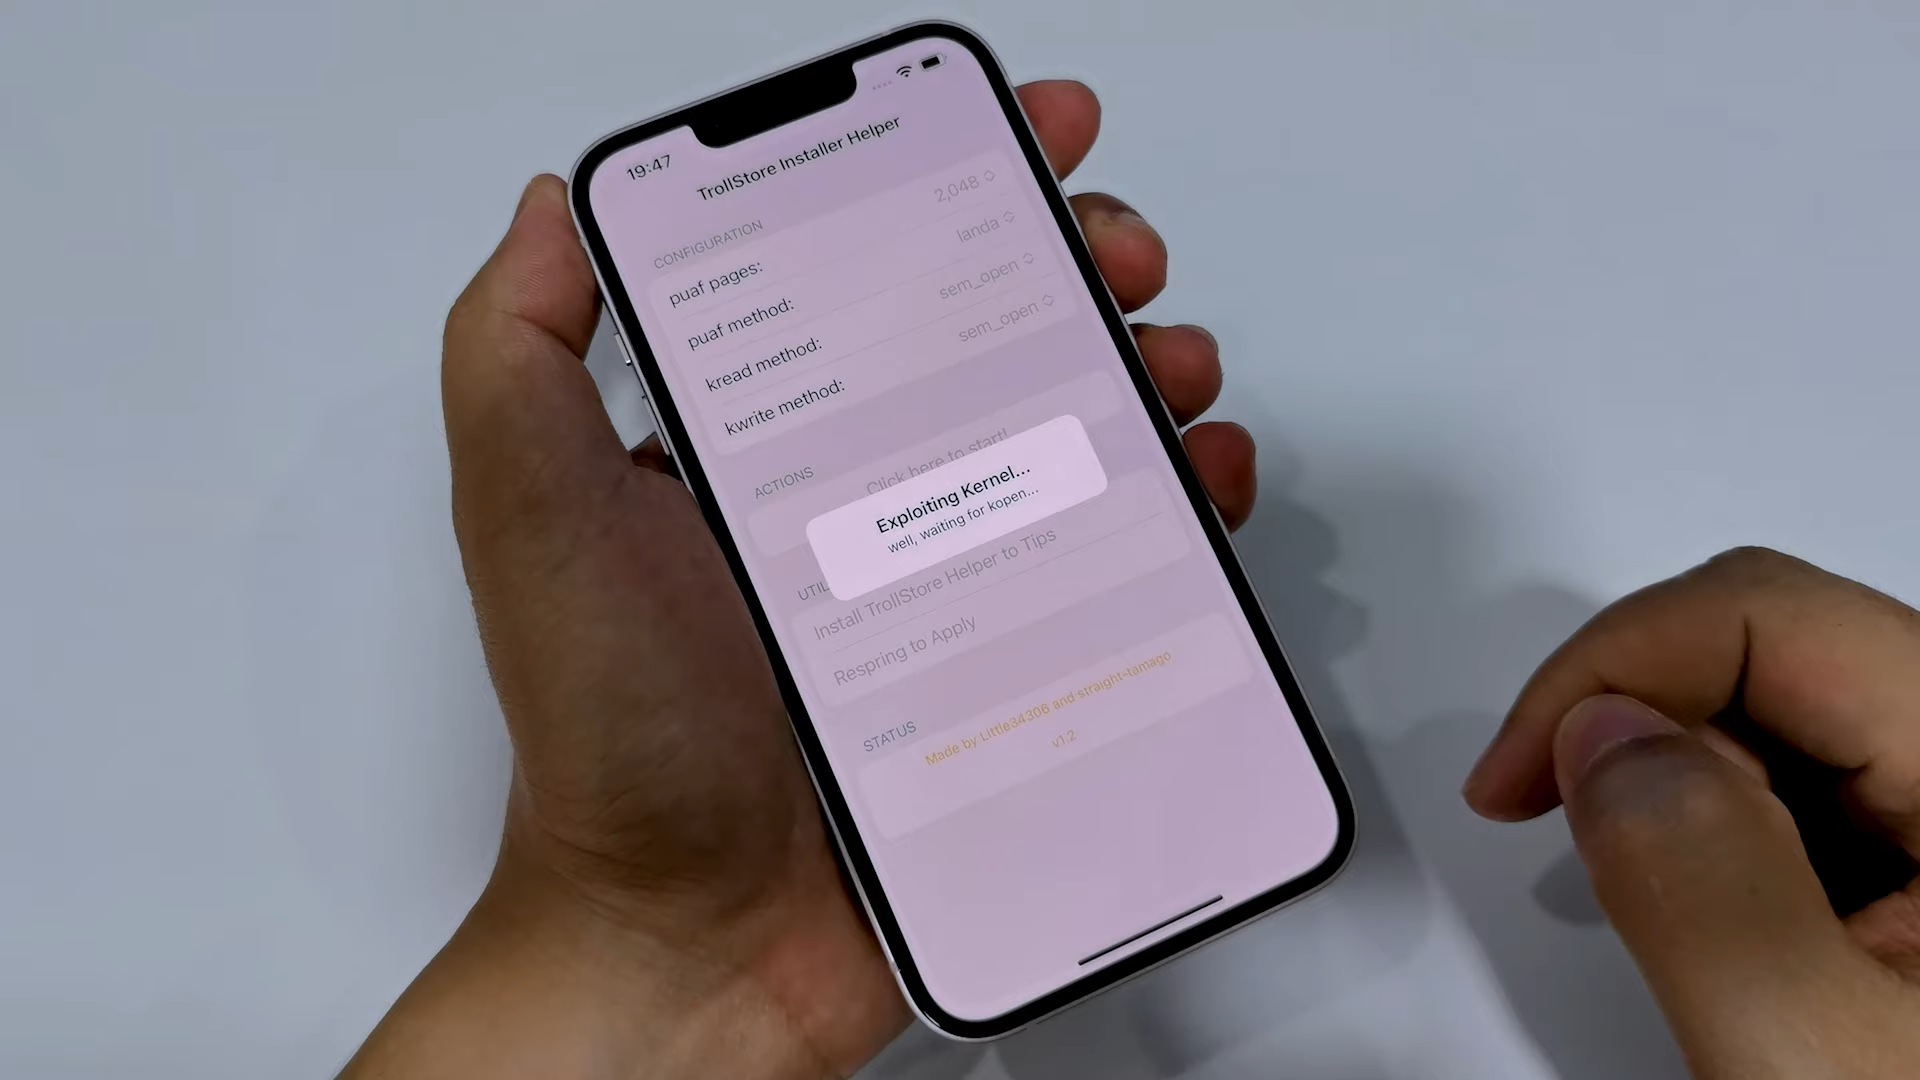 19:47
TrollStore Installer Helper
CONFIGURATION
puaf pages: 2,048
puaf method: landa
kread method: sem_open
kwrite method: sem_open
ACTIONS
Click here to start!
Exploiting Kernel...
well, waiting for kopen...
UTIL
Install TrollStore Helper to Tips
Respring to Apply
STATUS
Made by Little34306 and straight-tamago
v1.2